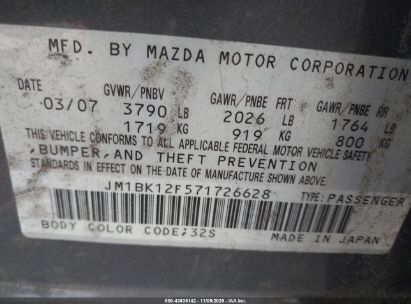 MFD. BY MAZDA MOTOR CORPORATION
DATE GVWR/PNBV GAWR/PNBE FRT GAWR/PNBE RR
03/07 3790 LB 2026 LB 1764 LB
1719 KG 919 KG 800 KG
THIS VEHICLE CONFORMS TO ALL FEDERAL MOTOR VEHICLE SAFETY
,BUMPER,AND THEFT PREVENTION
STANDARDS IN EFFECT ON THE DATE OF MANUFACTURE SHOWN ABOVE.
JM1BK12F571726628 TYPE:PASSENGER
BODY COLOR CODE;32S MADE IN JAPAN